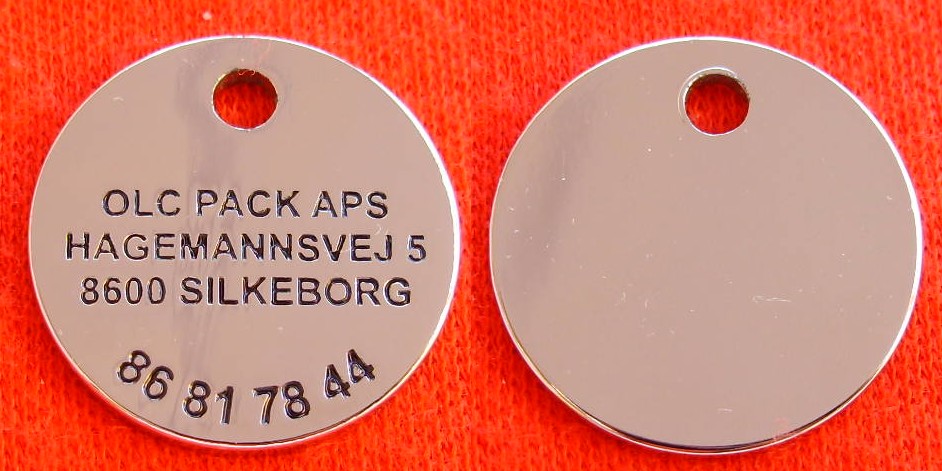 OLC PACK APS
HAGEMANNSVEJ 5
8600 SILKEBORG
86 81 78 44